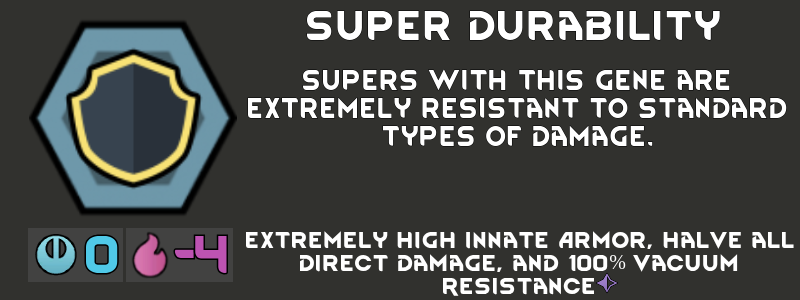 SUPER DURABILITY
SUPERS WITH THIS GENE ARE
EXTREMELY RESISTANT TO STANDARD
TYPES OF DAMAGE.
0 -4
EXTREMELY HIGH INNATE ARMOR, HALVE ALL
DIRECT DAMAGE, AND 100% VACUUM
RESISTANCE